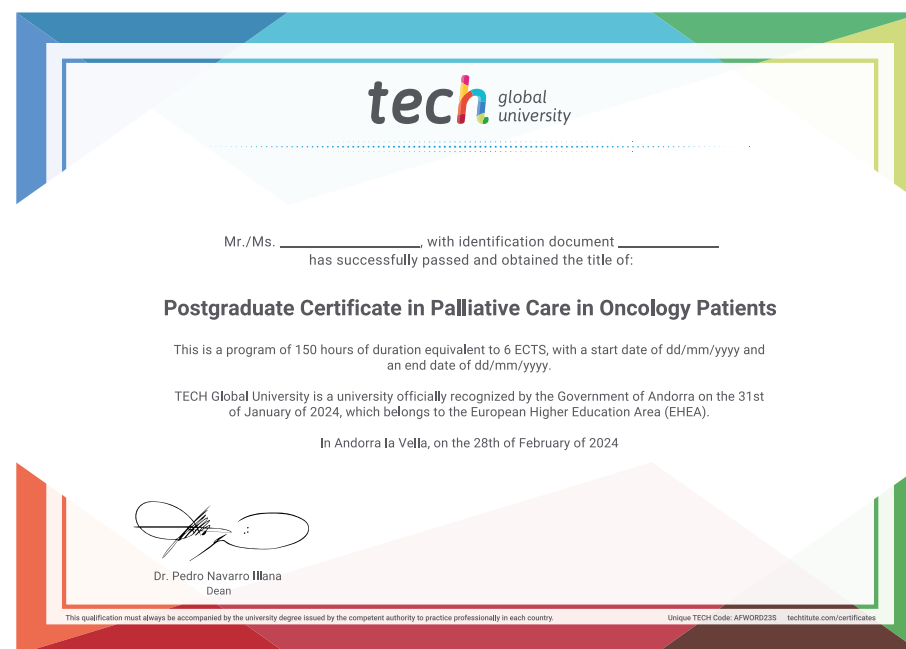 tech global university
Mr./Ms. ____________________, with identification document ______________
has successfully passed and obtained the title of:
Postgraduate Certificate in Palliative Care in Oncology Patients
This is a program of 150 hours of duration equivalent to 6 ECTS, with a start date of dd/mm/yyyy and
an end date of dd/mm/yyyy.
TECH Global University is a university officially recognized by the Government of Andorra on the 31st
of January of 2024, which belongs to the European Higher Education Area (EHEA).
In Andorra la Vella, on the 28th of February of 2024
Dr. Pedro Navarro Illana
Dean
This qualification must always be accompanied by the university degree issued by the competent authority to practice professionally in each country.
Unique TECH Code: AFWORD23S techtitute.com/certificates